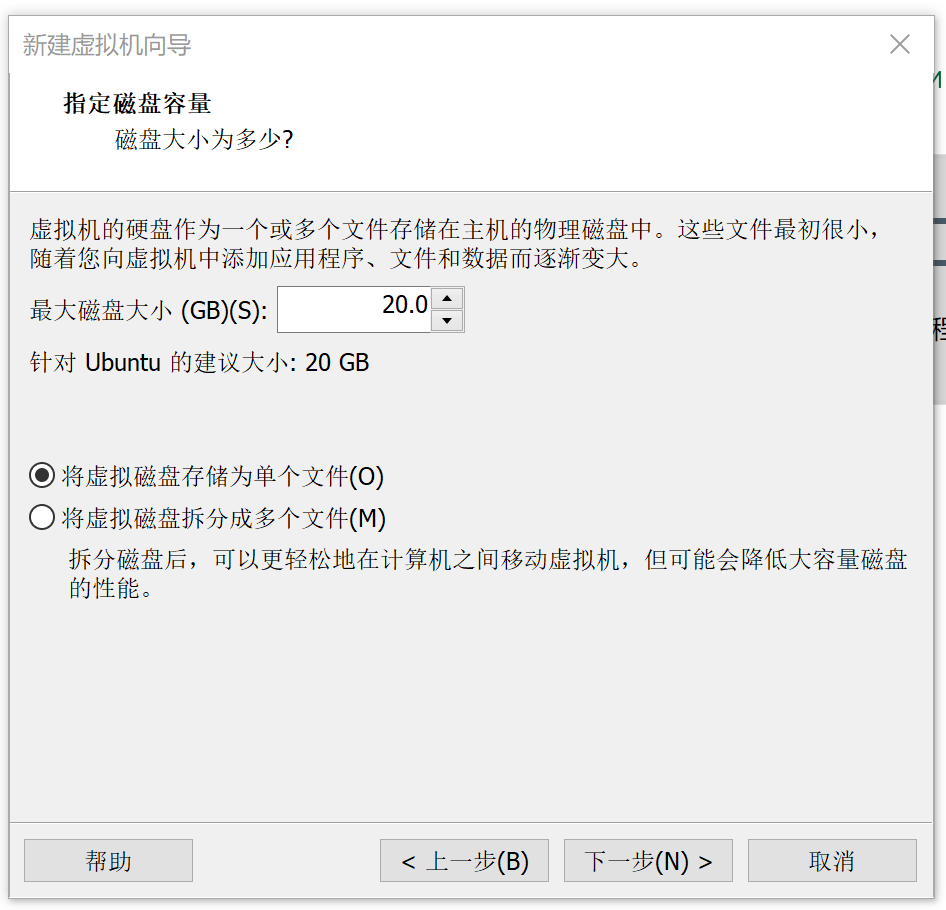 新建虚拟机向导
指定磁盘容量
磁盘大小为多少?
虚拟机的硬盘作为一个或多个文件存储在主机的物理磁盘中。这些文件最初很小，
随着您向虚拟机中添加应用程序、文件和数据而逐渐变大。
最大磁盘大小 (GB)(S): 20.0
针对 Ubuntu 的建议大小: 20 GB
将虚拟磁盘存储为单个文件(O)
将虚拟磁盘拆分成多个文件(M)
拆分磁盘后，可以更轻松地在计算机之间移动虚拟机，但可能会降低大容量磁盘
的性能。
帮助 < 上一步(B) 下一步(N) > 取消